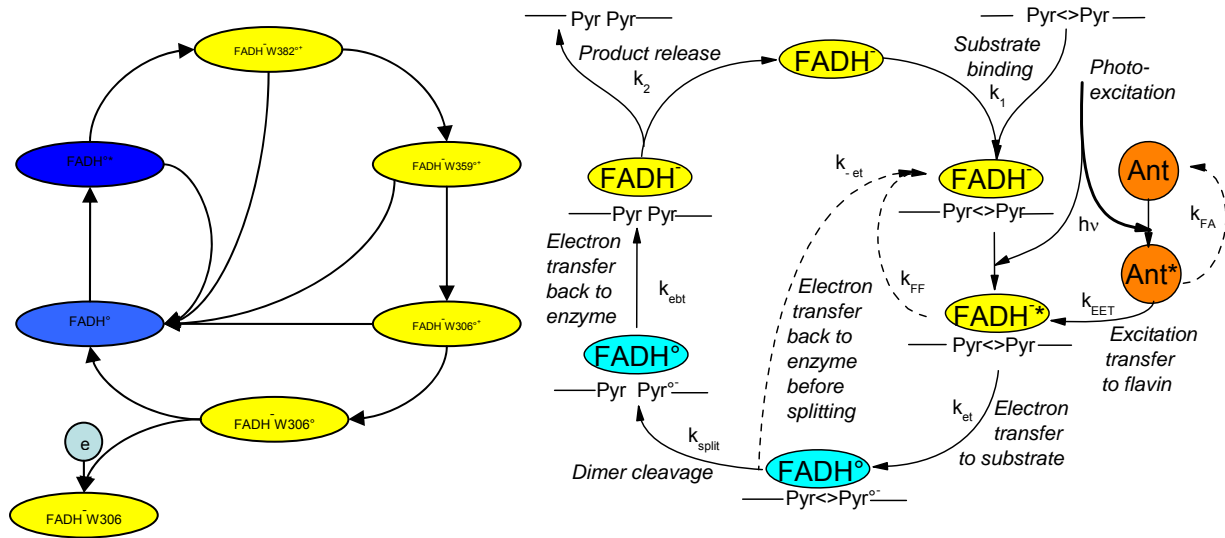 FADH⁻W382°⁺
FADH°*
FADH⁻W359°⁺
FADH°
FADH⁻W306°⁺
FADH⁻W306°
e
FADH⁻W306
Pyr Pyr
Product release
k₂
FADH⁻
Substrate
binding
k₁
Pyr<>Pyr
Photo-
excitation
FADH⁻
Pyr Pyr
k₋et
FADH⁻
Pyr<>Pyr
Ant
kFA
hν
Ant*
Electron
transfer
back to
enzyme
kebt
Electron
transfer
back to
enzyme
before
splitting
kFF
FADH⁻*
Pyr<>Pyr
kEET
Excitation
transfer
to flavin
FADH°
Pyr Pyr°⁻
ket
Electron
transfer
to substrate
ksplit
Dimer cleavage
FADH°
Pyr<>Pyr°⁻